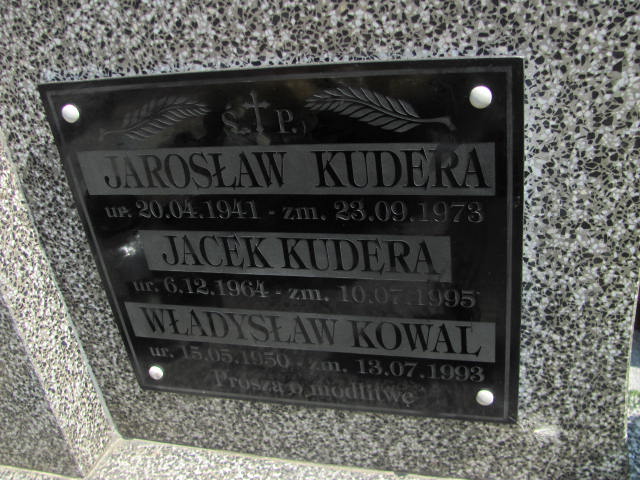 Ś. P.
JAROSŁAW KUDERA
ur. 20.04.1941 - zm. 23.09.1973
JACEK KUDERA
ur. 6.12.1964 - zm. 10.07.1995
WŁADYSŁAW KOWAL
ur. 15.05.1950 - zm. 13.07.1993
Proszą o modlitwę